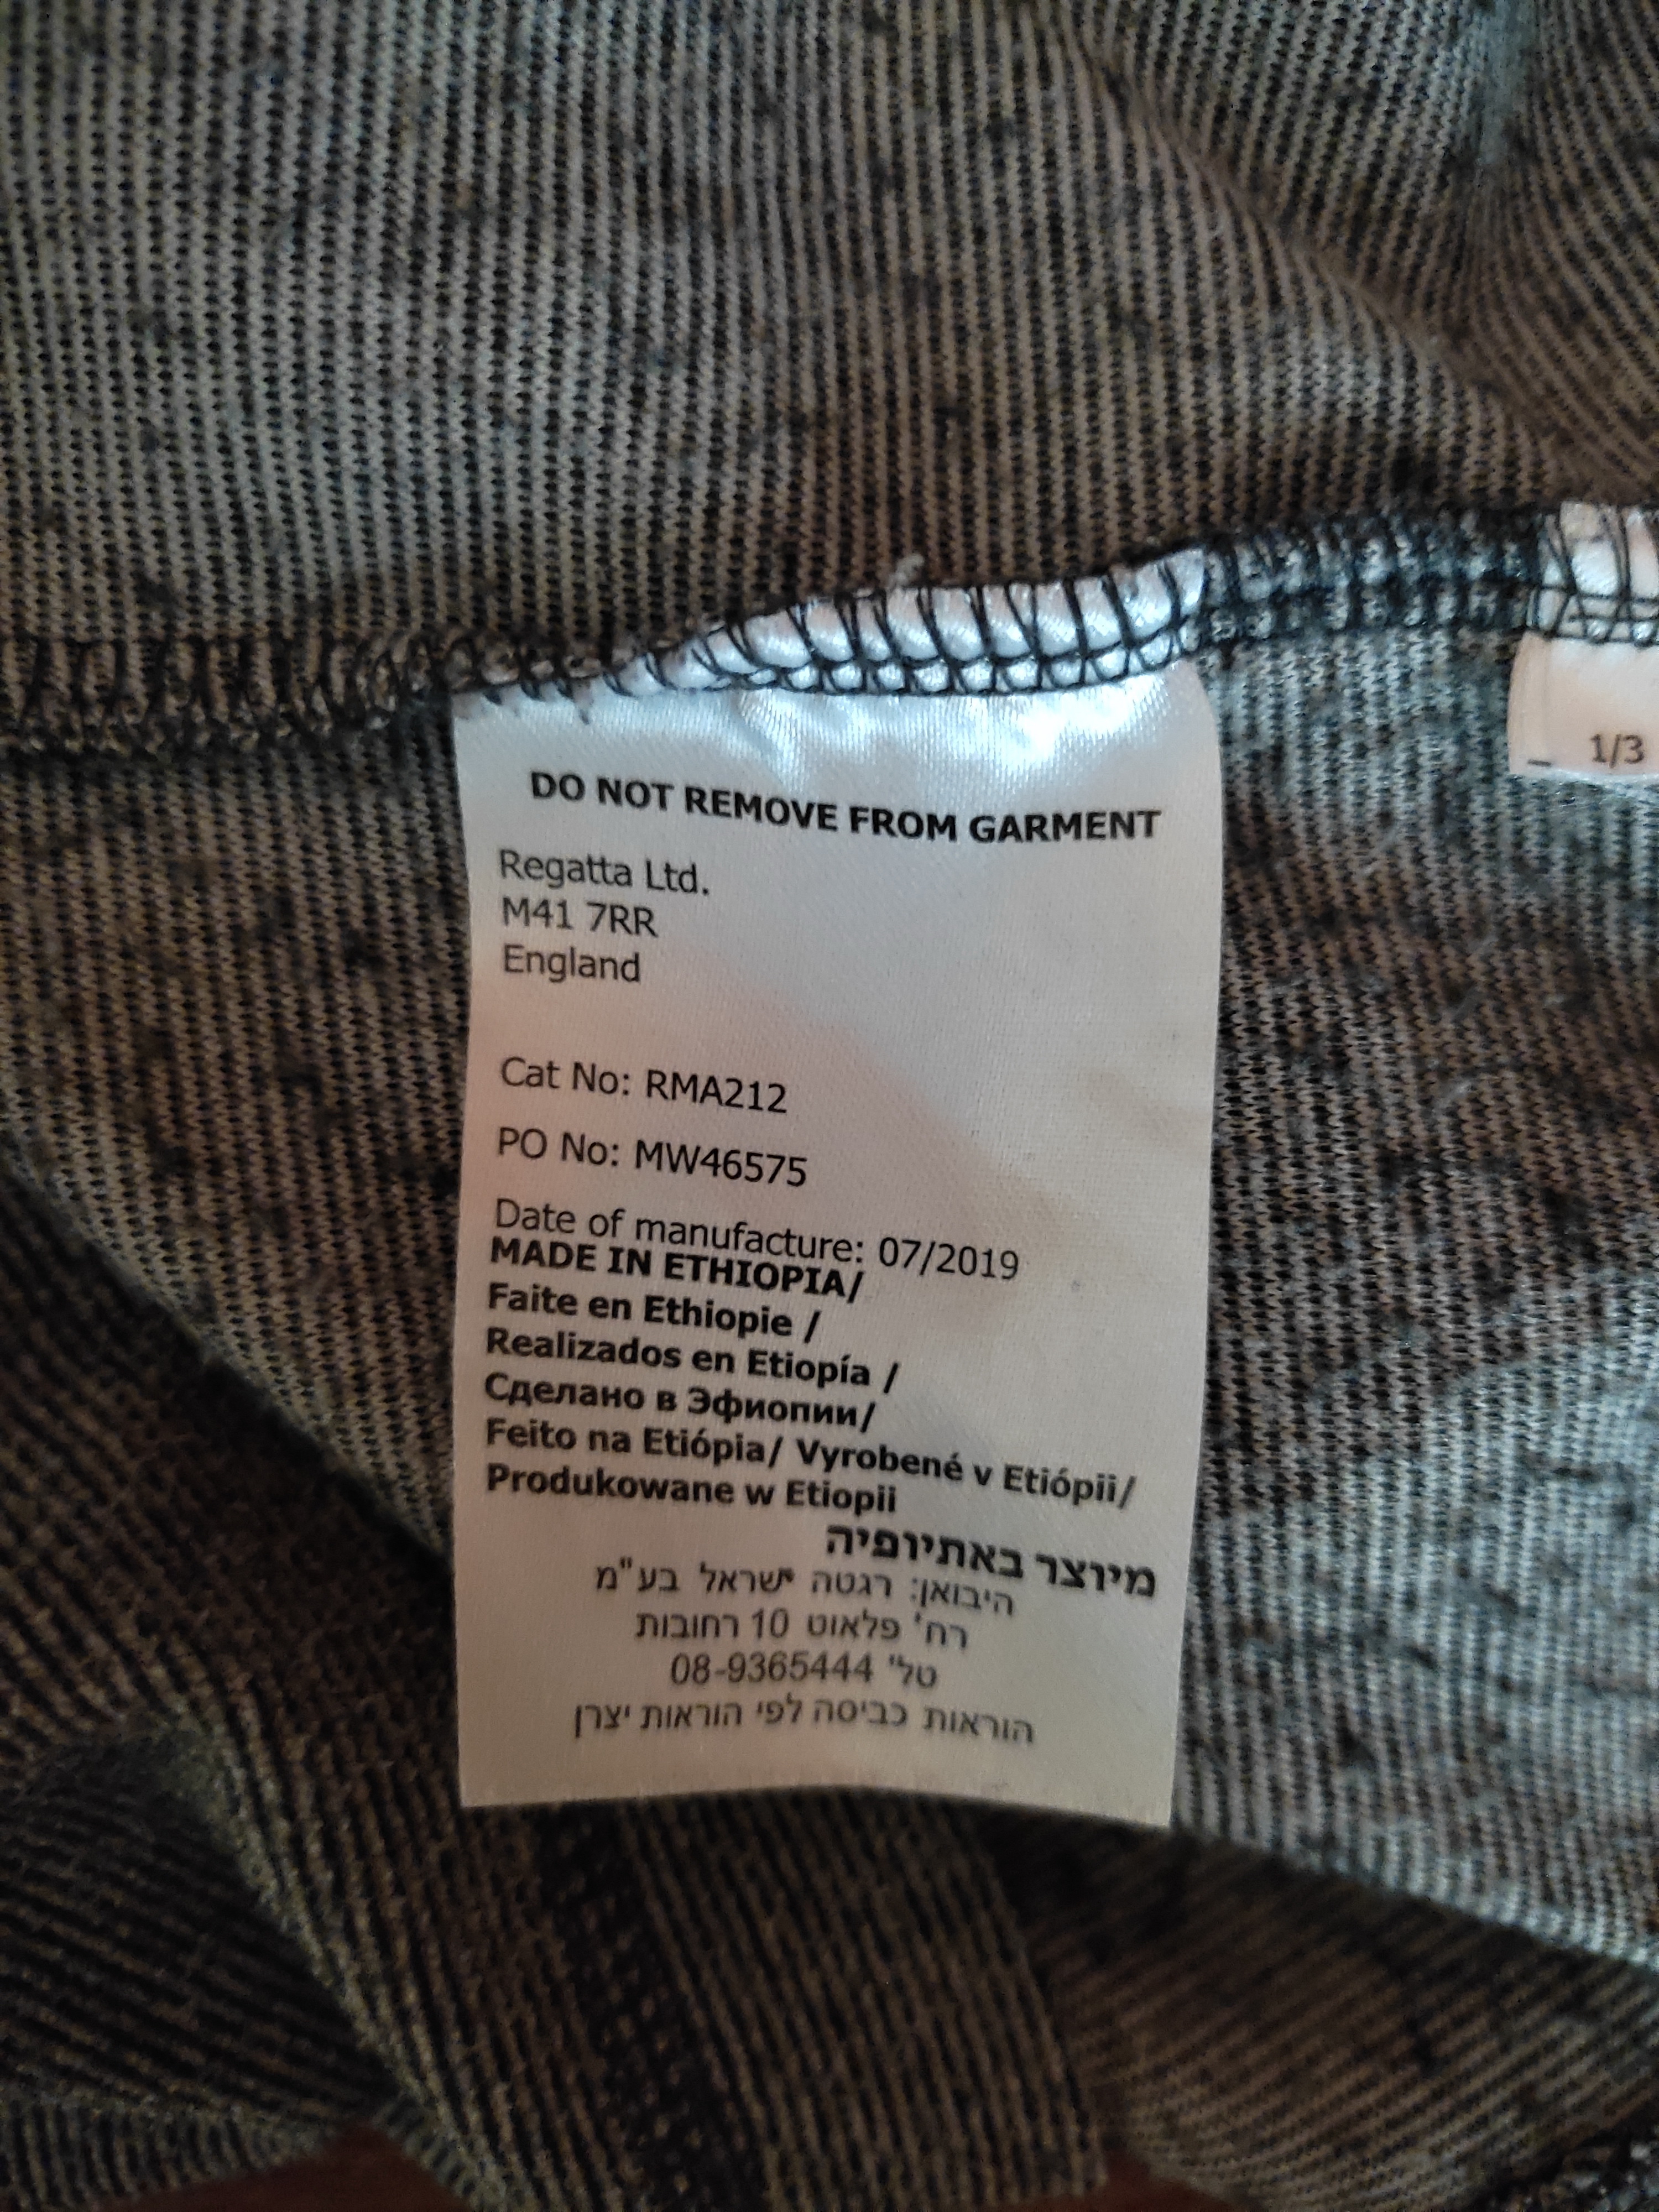 DO NOT REMOVE FROM GARMENT
Regatta Ltd.
M41 7RR
England
Cat No: RMA212
PO No: MW46575
Date of manufacture: 07/2019
MADE IN ETHIOPIA/
Faite en Ethiopie /
Realizados en Etiopía /
Сделано в Эфиопии/
Feito na Etiópia/ Vyrobené v Etiópii/
Produkowane w Etiopii
מיוצר באתיופיה
היבואן: רגטה ישראל בע"מ
רח' פלאוט 10 רחובות
טל' 08-9365444
הוראות כביסה לפי הוראות יצרן
1/3